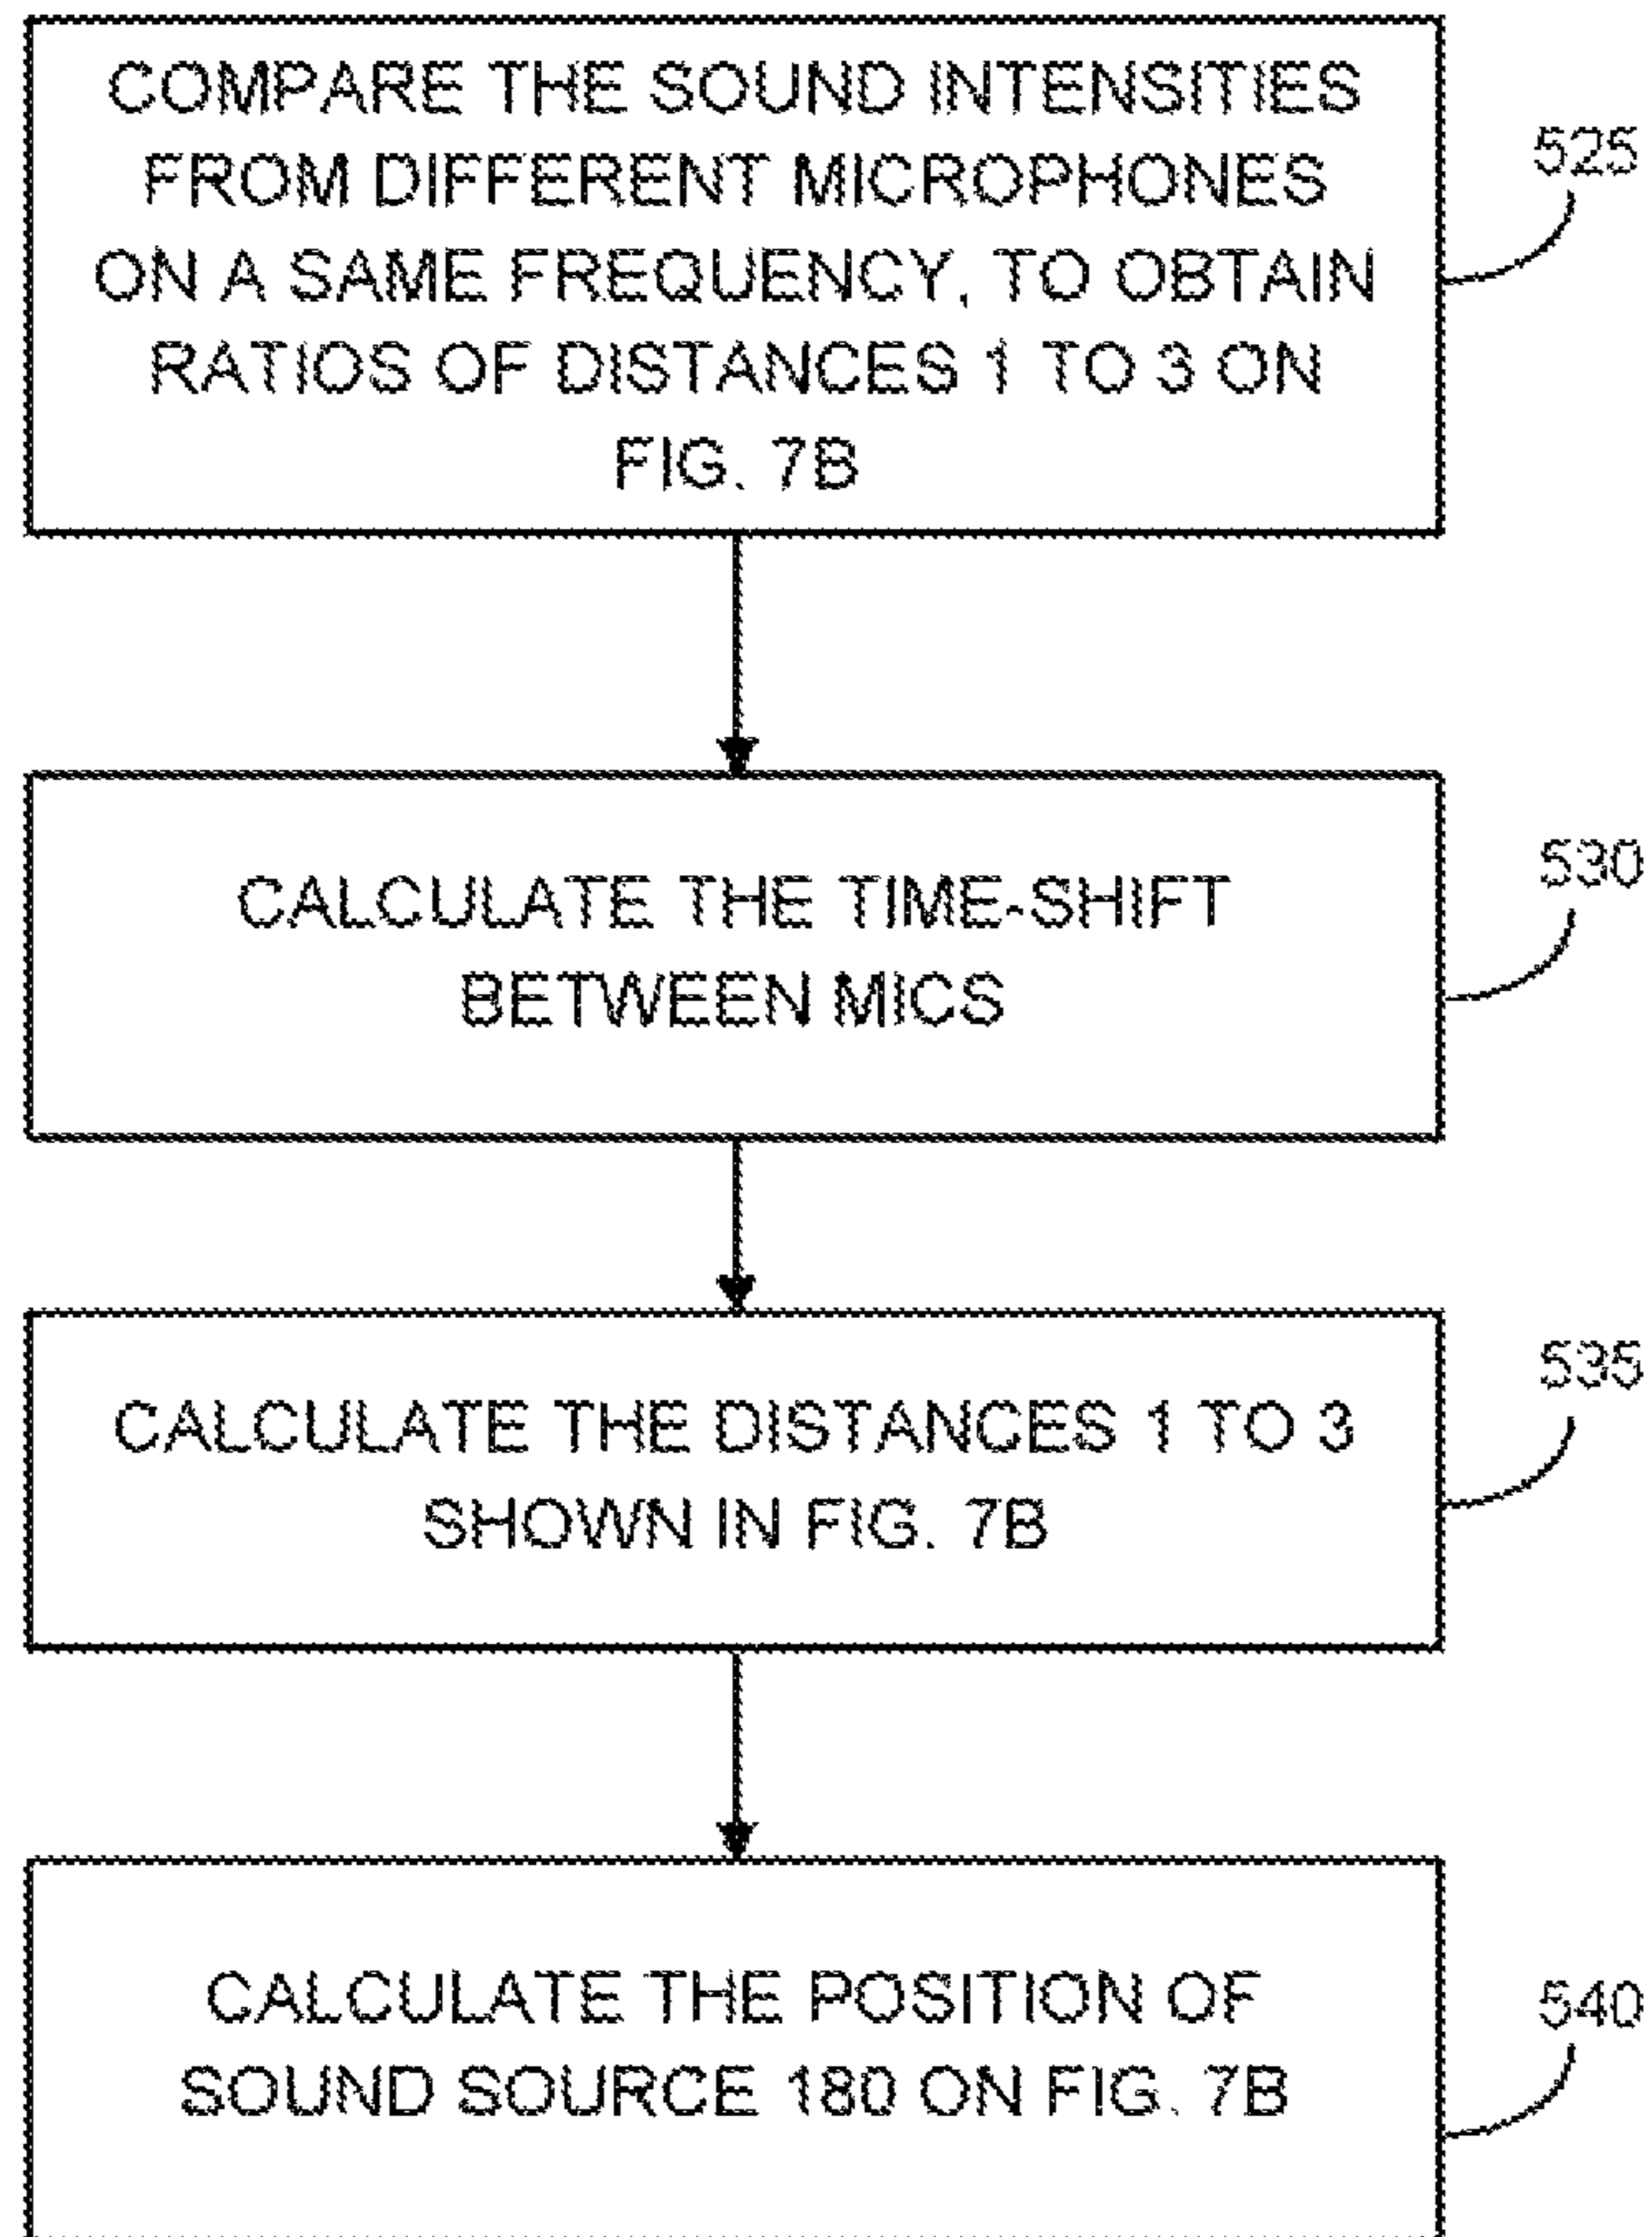 COMPARE THE SOUND INTENSITIES
FROM DIFFERENT MICROPHONES
ON A SAME FREQUENCY, TO OBTAIN
RATIOS OF DISTANCES 1 TO 3 ON
FIG. 7B
525
CALCULATE THE TIME-SHIFT
BETWEEN MICS
530
CALCULATE THE DISTANCES 1 TO 3
SHOWN IN FIG. 7B
535
CALCULATE THE POSITION OF
SOUND SOURCE 180 ON FIG. 7B
540